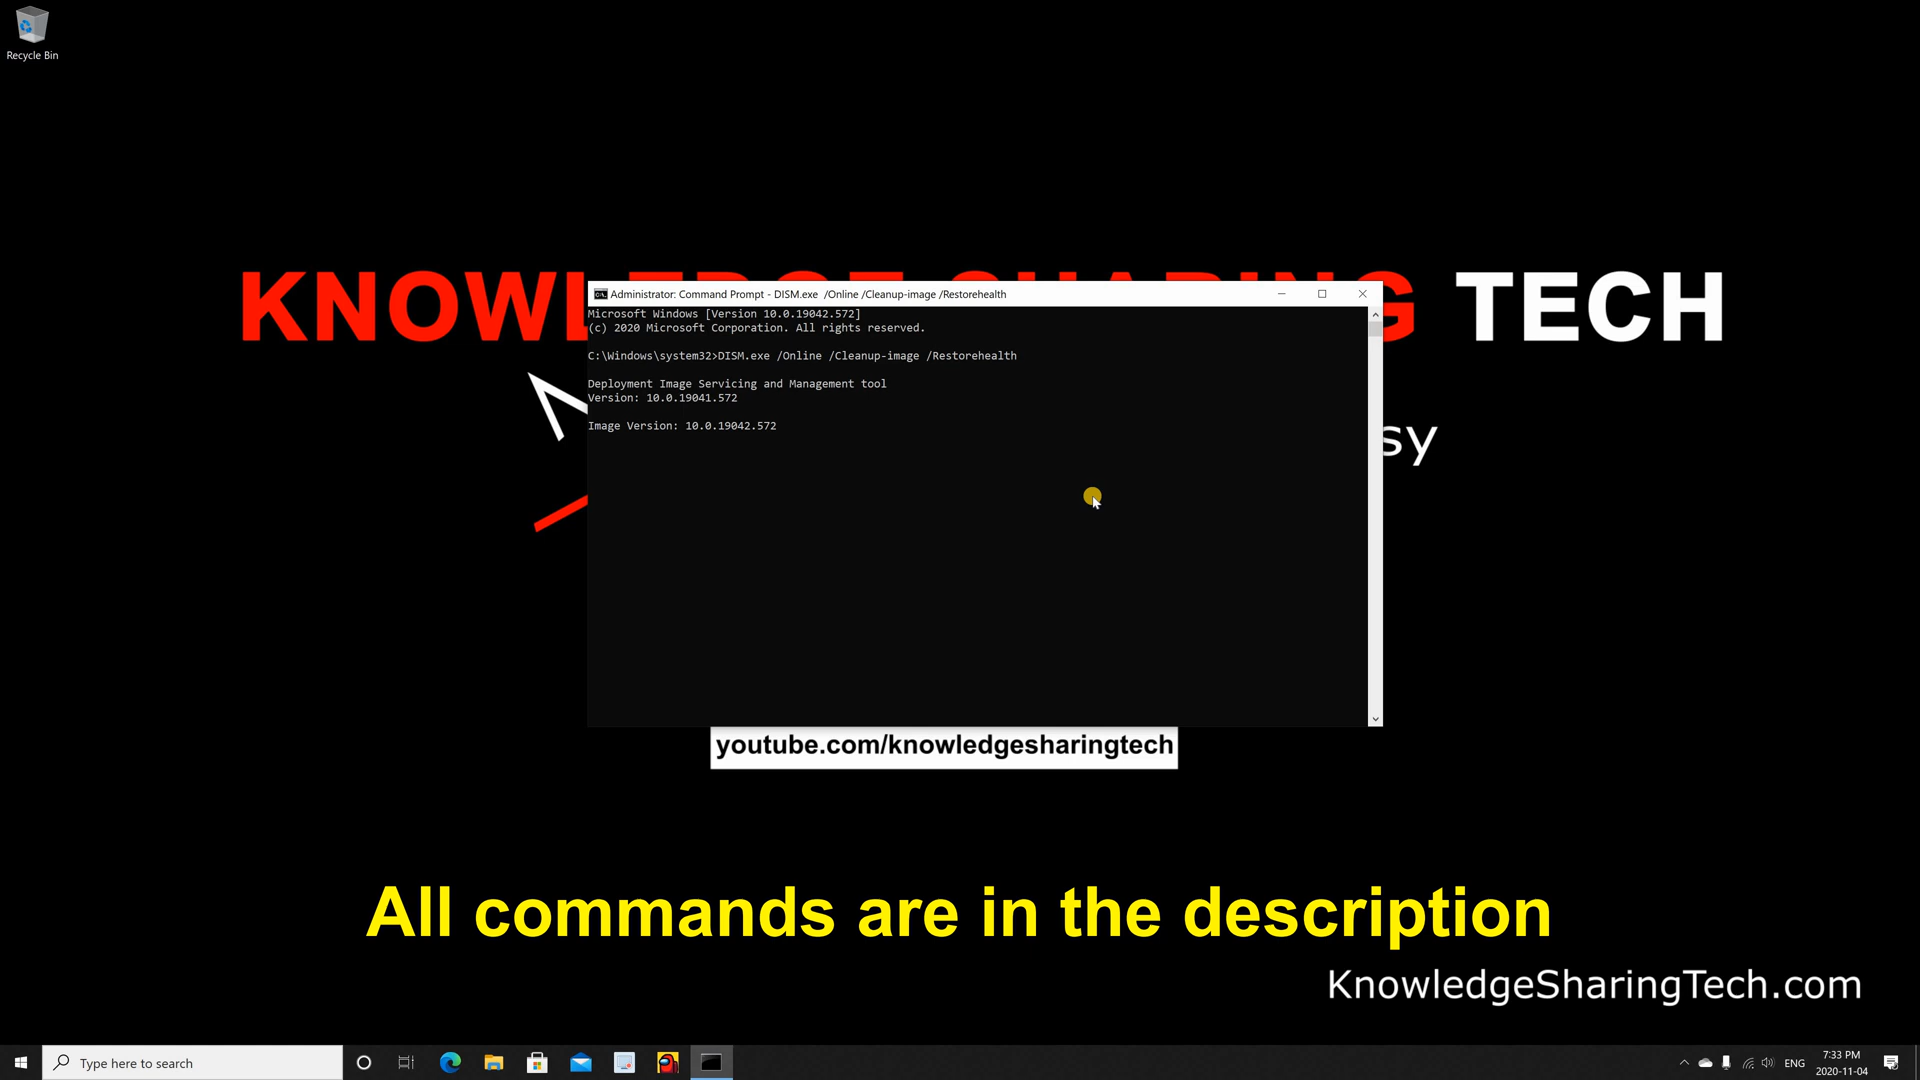 Recycle Bin
KNOWLEDGE SHARING TECH
Administrator: Command Prompt - DISM.exe /Online /Cleanup-image /Restorehealth
Microsoft Windows [Version 10.0.19042.572]
(c) 2020 Microsoft Corporation. All rights reserved.
C:\Windows\system32>DISM.exe /Online /Cleanup-image /Restorehealth
Deployment Image Servicing and Management tool
Version: 10.0.19041.572
Image Version: 10.0.19042.572
youtube.com/knowledgesharingtech
All commands are in the description
KnowledgeSharingTech.com
Type here to search
ENG
7:33 PM
2020-11-04